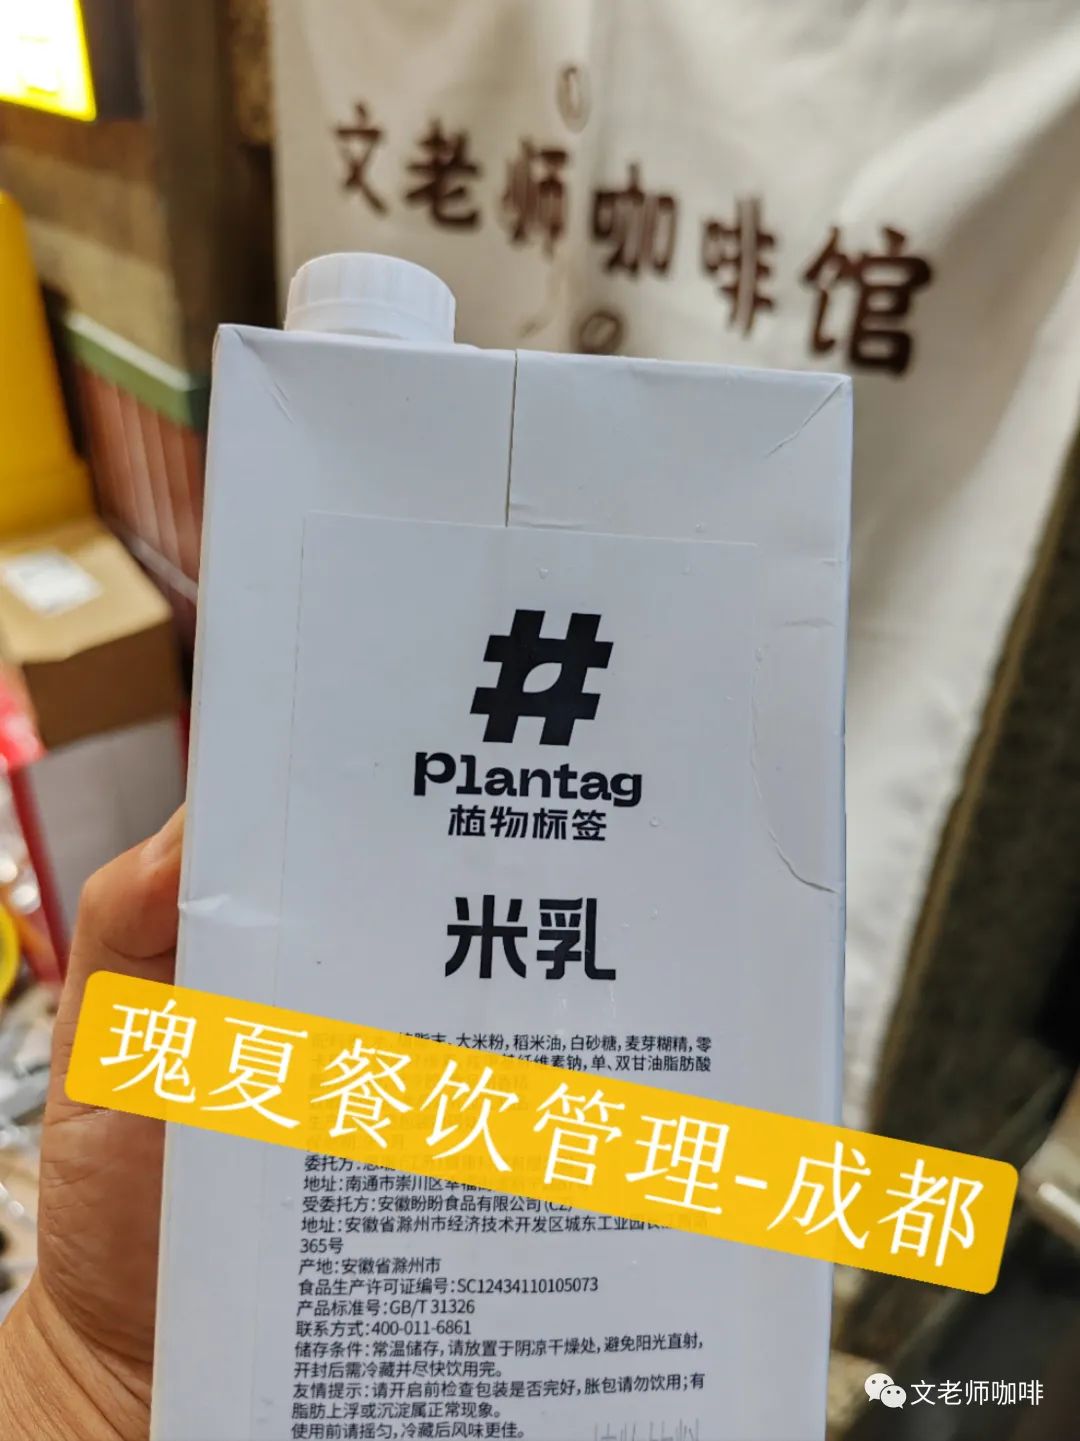 文老师咖啡馆
plantag
植物标签
米乳
大米粉，稻米油，白砂糖，麦芽糊精，零
纤维素钠，单、双甘油脂肪酸
瑰夏餐饮管理-成都
委托方：
地址：南通市崇川区幸福
受委托方：安徽盼盼食品有限公司(CZ)
地址：安徽省滁州市经济技术开发区城东工业园
365号
产地：安徽省滁州市
食品生产许可证编号：SC12434110105073
产品标准号：GB/T 31326
联系方式：400-011-6861
储存条件：常温储存，请放置于阴凉干燥处，避免阳光直射，
开封后需冷藏并尽快饮用完。
友情提示：请开启前检查包装是否完好，胀包请勿饮用；有
脂肪上浮或沉淀属正常现象。
使用前请摇匀，冷藏后风味更佳。
文老师咖啡